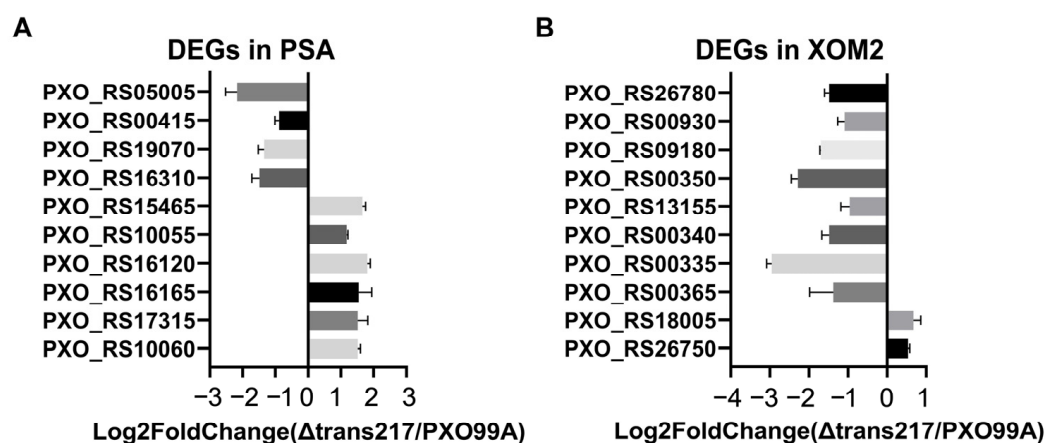 A
DEGs in PSA
PXO_RS05005
PXO_RS00415
PXO_RS19070
PXO_RS16310
PXO_RS15465
PXO_RS10055
PXO_RS16120
PXO_RS16165
PXO_RS17315
PXO_RS10060
−3 −2 −1 0 1 2 3
Log2FoldChange(Δtrans217/PXO99A)
B
DEGs in XOM2
PXO_RS26780
PXO_RS00930
PXO_RS09180
PXO_RS00350
PXO_RS13155
PXO_RS00340
PXO_RS00335
PXO_RS00365
PXO_RS18005
PXO_RS26750
−4 −3 −2 −1 0 1
Log2FoldChange(Δtrans217/PXO99A)